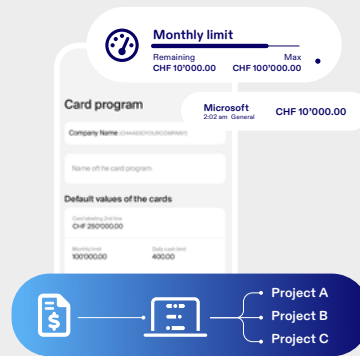 Monthly limit
Remaining Max
CHF 10’000.00 CHF 100’000.00
Microsoft
2:02 am General
CHF 10’000.00
Card program
Company Name
Name oft he card program
Default values of the cards
CHF 250’000.00
Monthly limit Daily cash limit
100’000.00 400.00
Project A
Project B
Project C